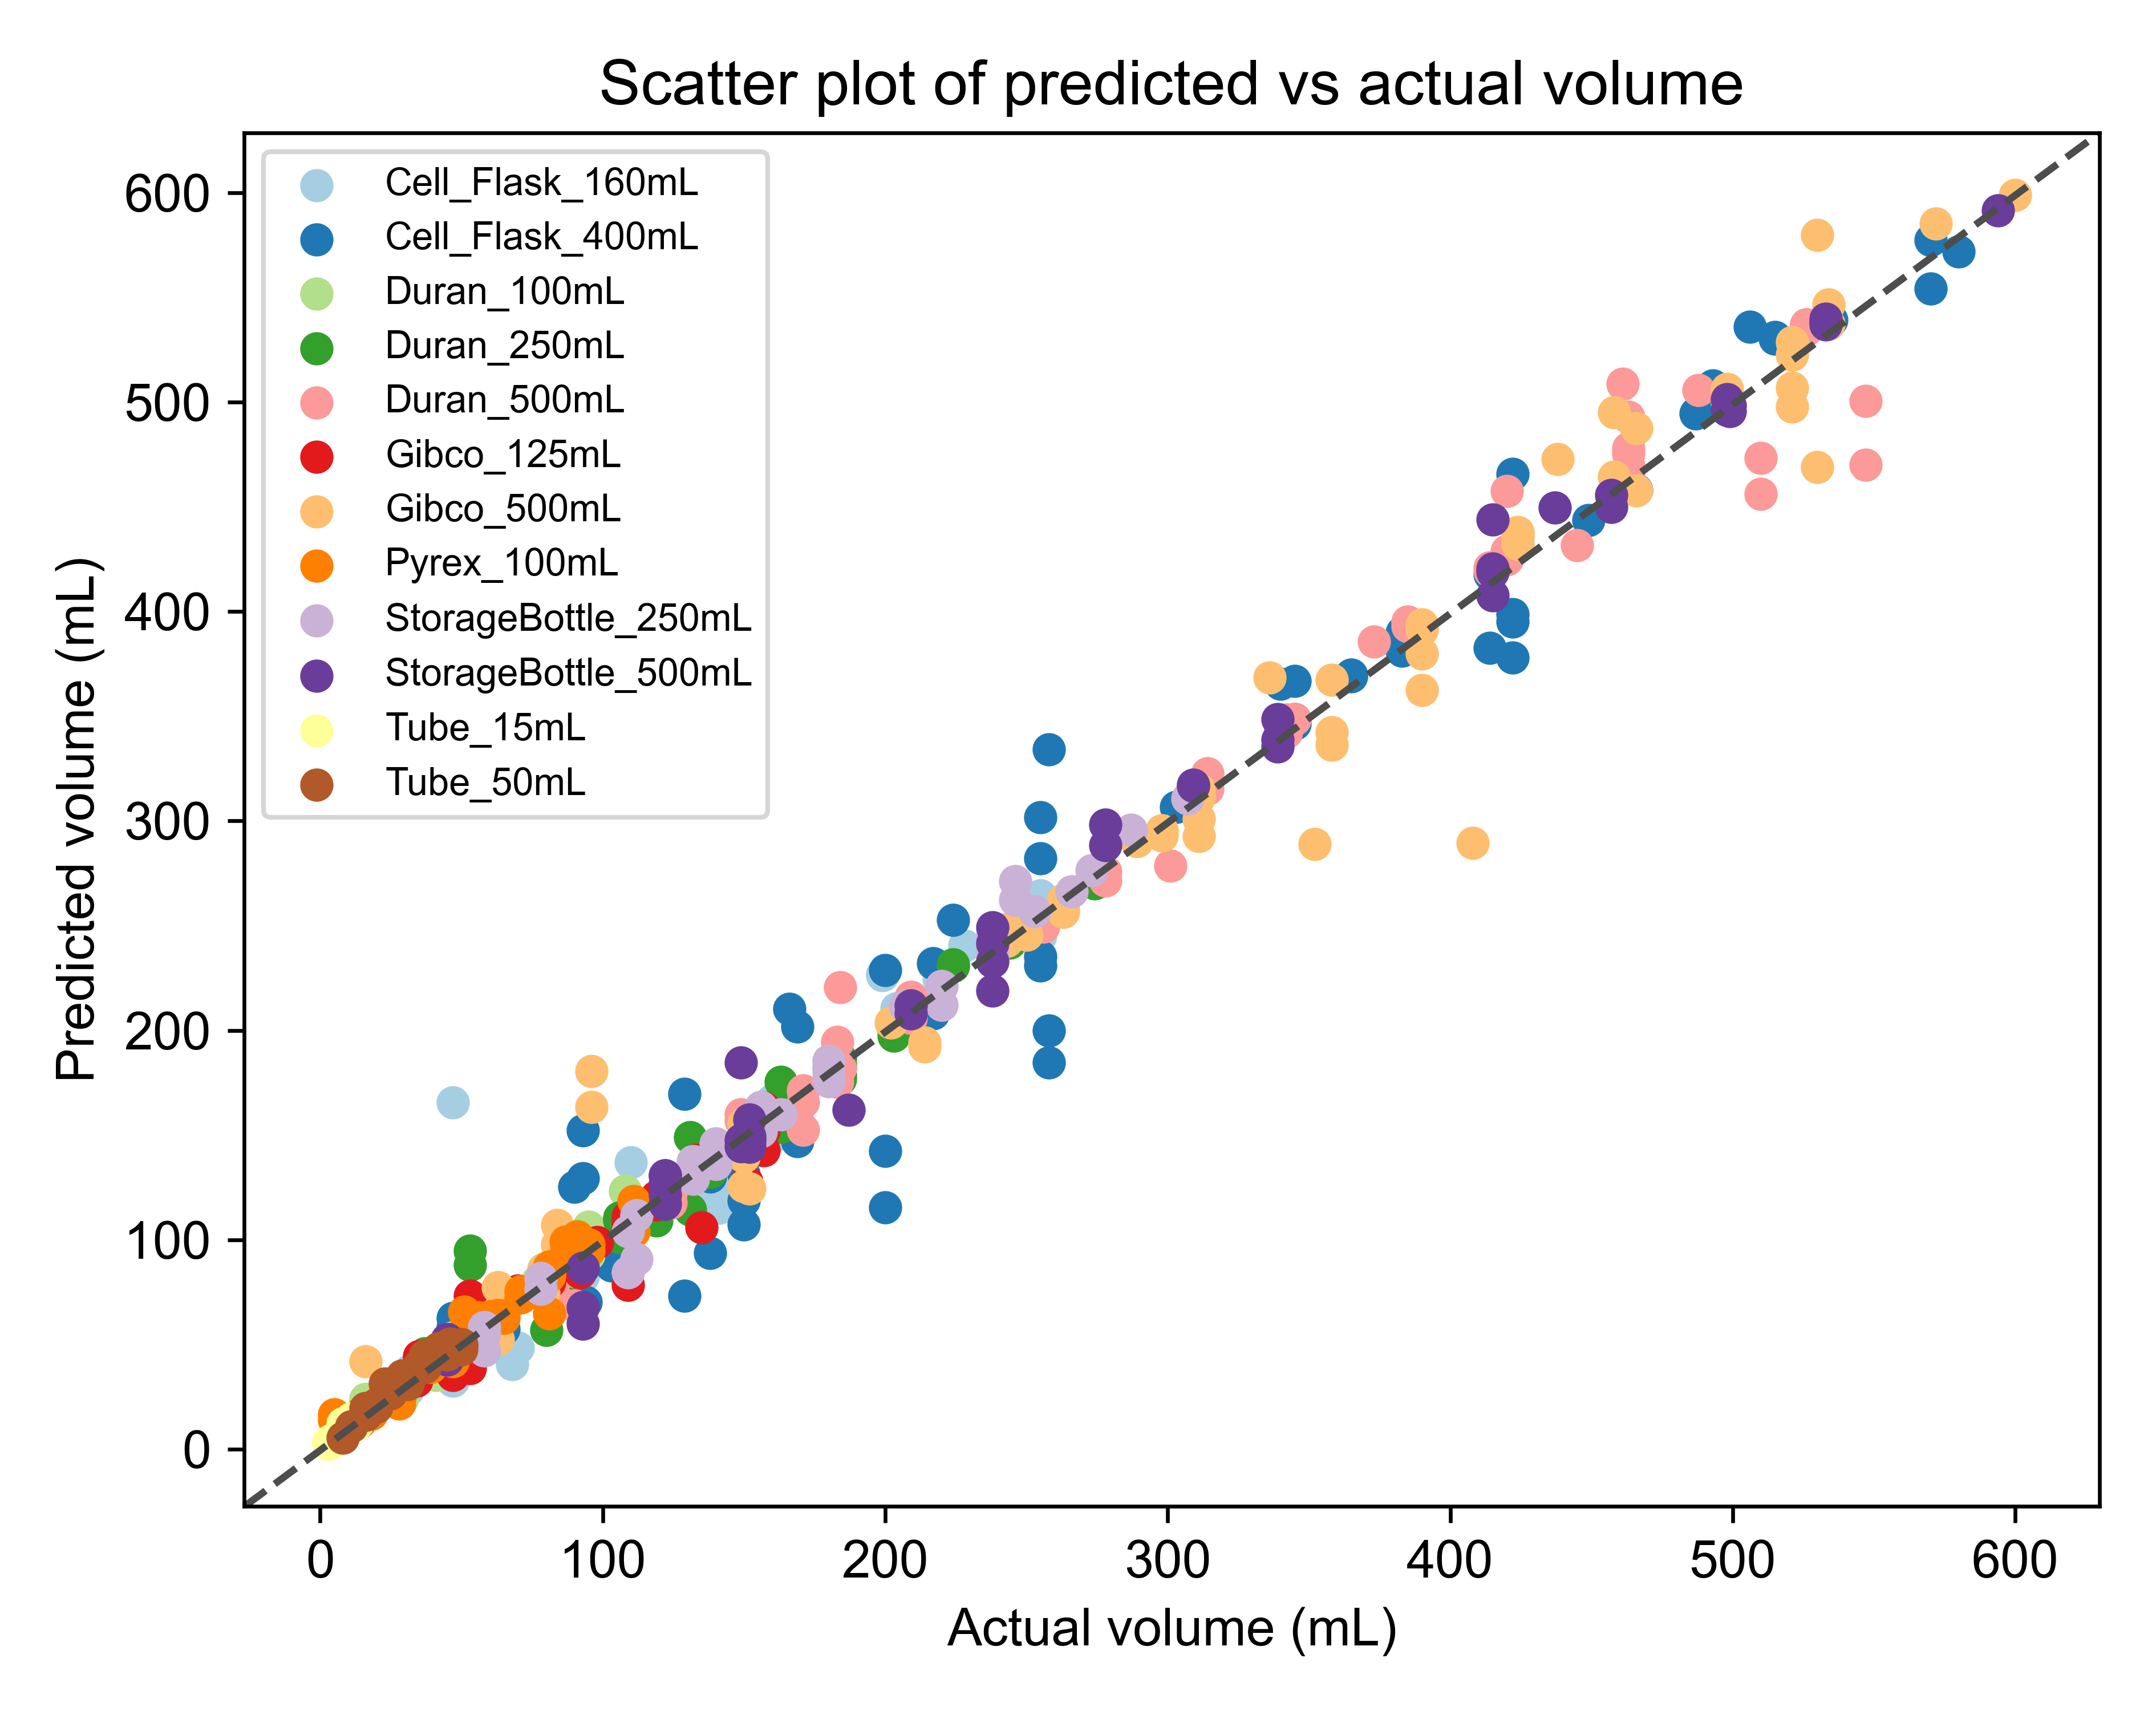 Scatter plot of predicted vs actual volume
Cell_Flask_160mL
Cell_Flask_400mL
Duran_100mL
Duran_250mL
Duran_500mL
Gibco_125mL
Gibco_500mL
Pyrex_100mL
StorageBottle_250mL
StorageBottle_500mL
Tube_15mL
Tube_50mL
Predicted volume (mL)
600
500
400
300
200
100
0
0 100 200 300 400 500 600
Actual volume (mL)